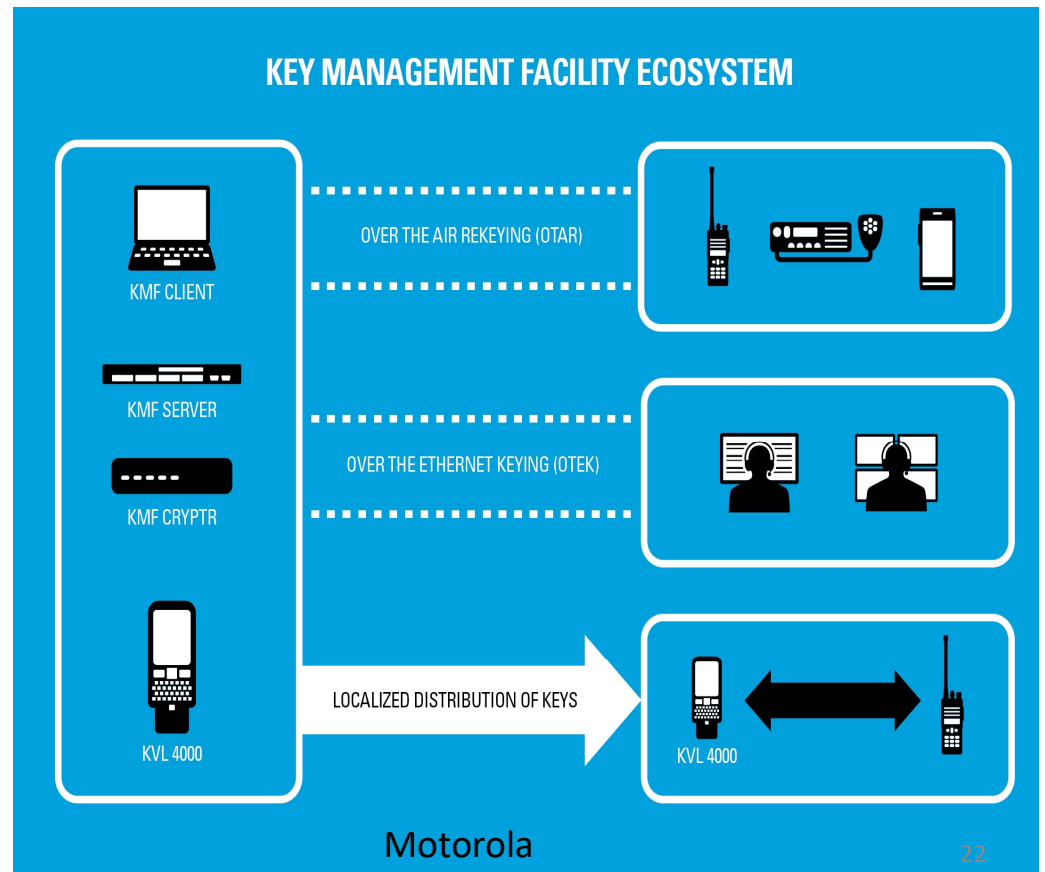 KEY MANAGEMENT FACILITY ECOSYSTEM
KMF CLIENT
KMF SERVER
KMF CRYPTR
KVL 4000
OVER THE AIR REKEYING (OTAR)
OVER THE ETHERNET KEYING (OTEK)
LOCALIZED DISTRIBUTION OF KEYS
KVL 4000
Motorola
22